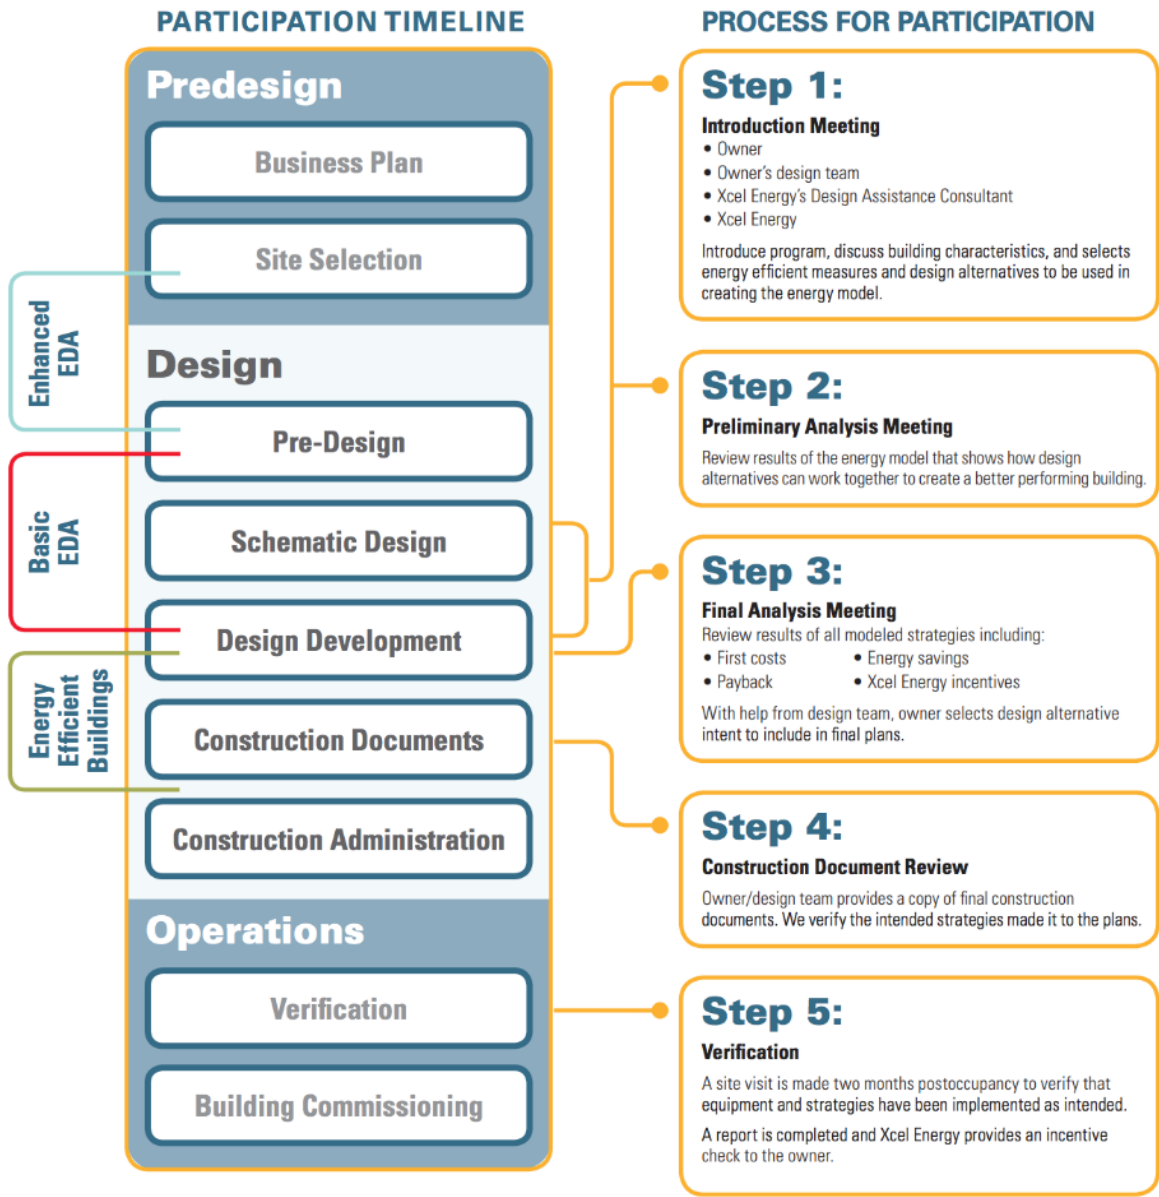 PARTICIPATION TIMELINE
Predesign
Business Plan
Site Selection
Enhanced
EDA
Design
Pre-Design
Schematic Design
Basic
EDA
Design Development
Energy
Efficient
Buildings
Construction Documents
Construction Administration
Operations
Verification
Building Commissioning
PROCESS FOR PARTICIPATION
Step 1:
Introduction Meeting
• Owner
• Owner's design team
• Xcel Energy's Design Assistance Consultant
• Xcel Energy
Introduce program, discuss building characteristics, and selects
energy efficient measures and design alternatives to be used in
creating the energy model.
Step 2:
Preliminary Analysis Meeting
Review results of the energy model that shows how design
alternatives can work together to create a better performing building.
Step 3:
Final Analysis Meeting
Review results of all modeled strategies including:
• First costs • Energy savings
• Payback • Xcel Energy incentives
With help from design team, owner selects design alternative
intent to include in final plans.
Step 4:
Construction Document Review
Owner/design team provides a copy of final construction
documents. We verify the intended strategies made it to the plans.
Step 5:
Verification
A site visit is made two months postoccupancy to verify that
equipment and strategies have been implemented as intended.
A report is completed and Xcel Energy provides an incentive
check to the owner.